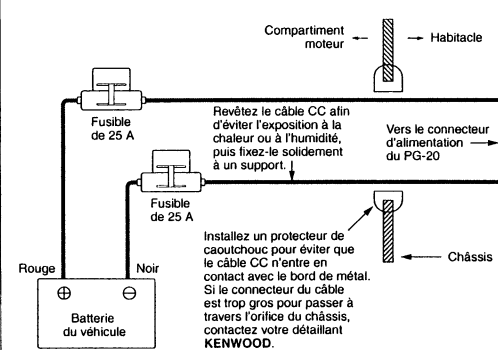 Compartiment
moteur
Habitacle
Fusible
de 25 A
Revêtez le câble CC afin
d'éviter l'exposition à la
chaleur ou à l'humidité,
puis fixez-le solidement
à un support.
Vers le connecteur
d'alimentation
du PG-20
Fusible
de 25 A
Installez un protecteur de
caoutchouc pour éviter que
le câble CC n'entre en
contact avec le bord de métal.
Si le connecteur du câble
est trop gros pour passer à
travers l'orifice du châssis,
contactez votre détaillant
KENWOOD.
Châssis
Rouge
Noir
Batterie
du véhicule